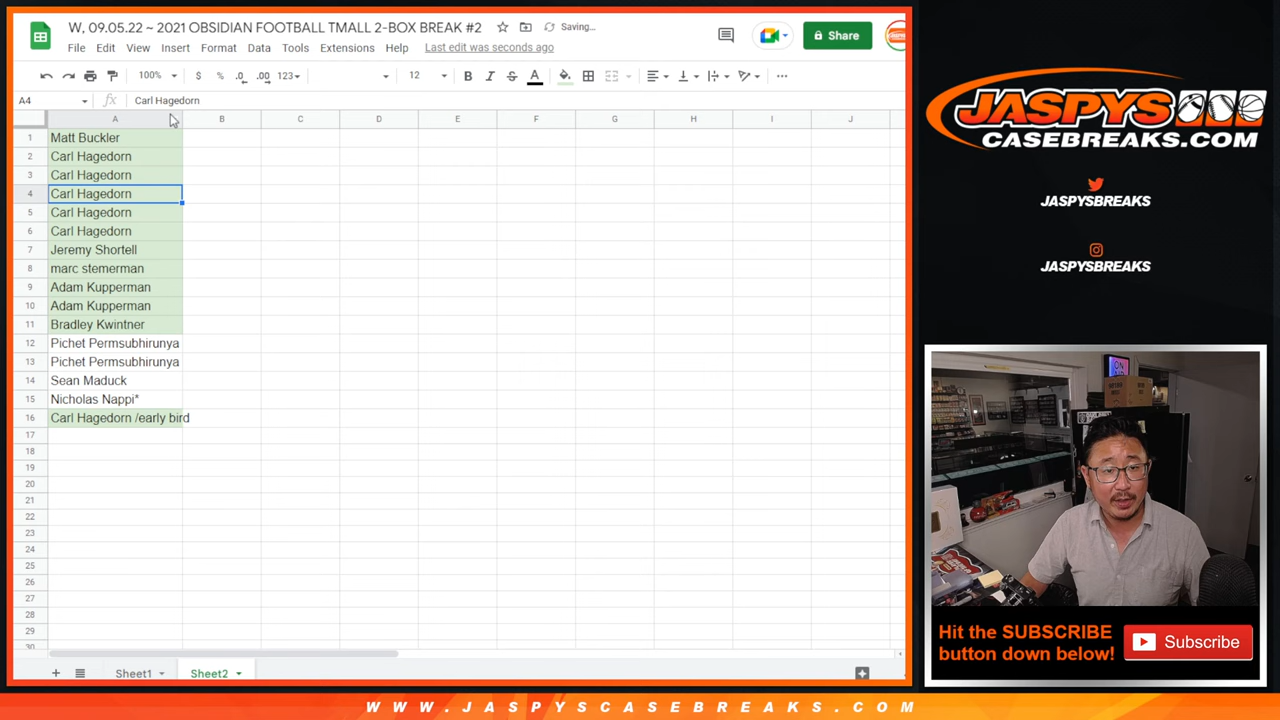 W, 09.05.22 ~ 2021 OBSIDIAN FOOTBALL TMALL 2-BOX BREAK #2
Saving...
File Edit View Insert Format Data Tools Extensions Help Last edit was seconds ago
Share
100% $ % .0 .00 123 12 B I S A
A4 fx Carl Hagedorn
A B C D E F G H I J
1 Matt Buckler
2 Carl Hagedorn
3 Carl Hagedorn
4 Carl Hagedorn
5 Carl Hagedorn
6 Carl Hagedorn
7 Jeremy Shortell
8 marc stemerman
9 Adam Kupperman
10 Adam Kupperman
11 Bradley Kwintner
12 Pichet Permsubhirunya
13 Pichet Permsubhirunya
14 Sean Maduck
15 Nicholas Nappi*
16 Carl Hagedorn /early bird
17
18
19
20
21
22
23
24
25
26
27
28
29
30
Sheet1 Sheet2
JASPYS
CASEBREAKS.COM
JASPYSBREAKS
JASPYSBREAKS
Hit the SUBSCRIBE
button down below!
Subscribe
WWW.JASPYSCASEBREAKS.COM